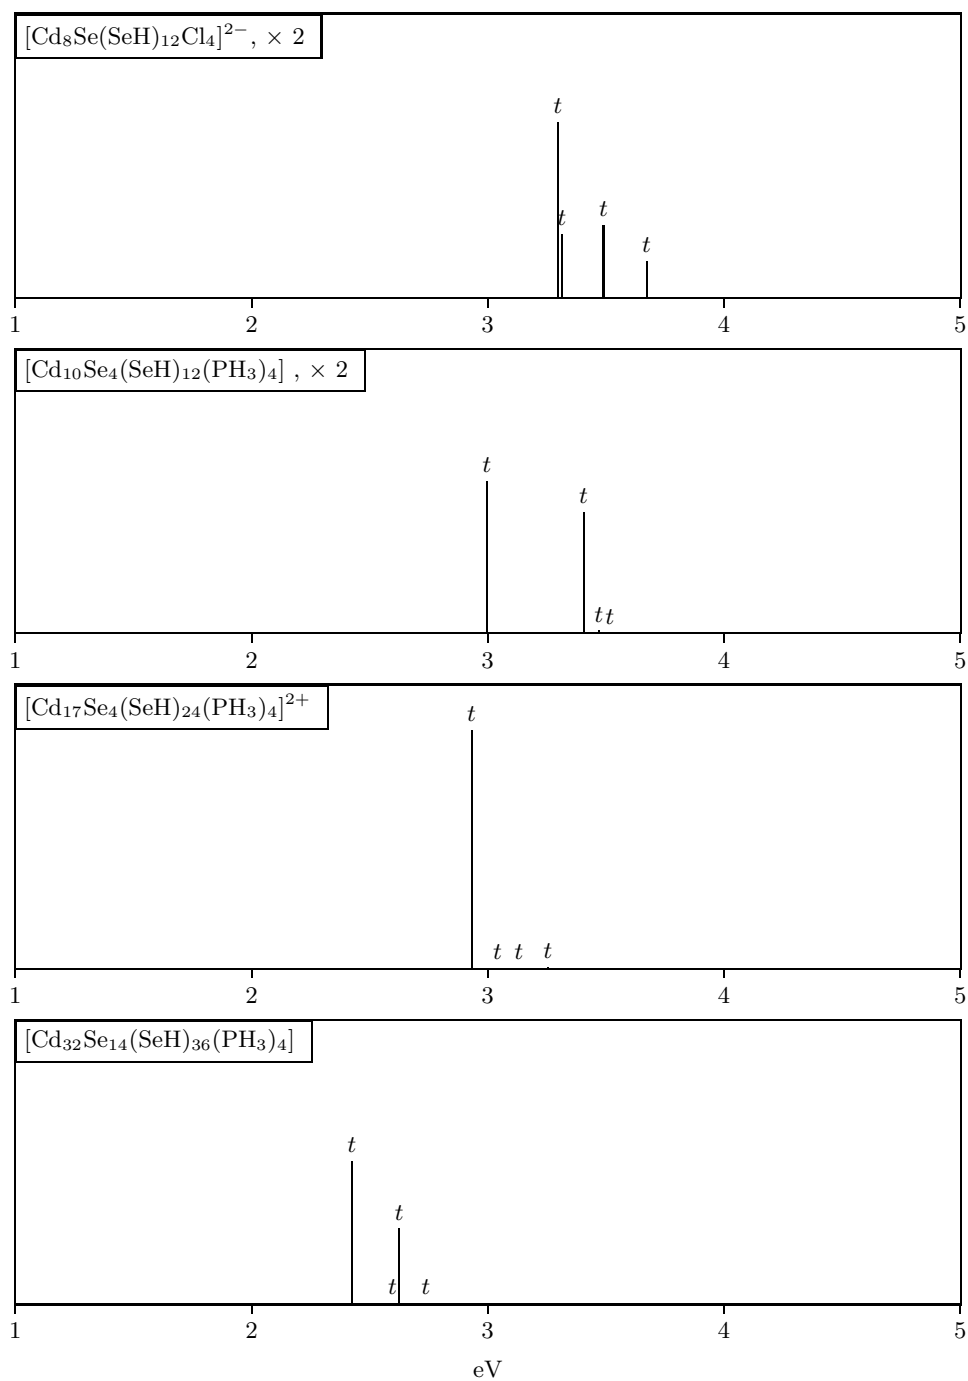 [Cd₈Se(SeH)₁₂Cl₄]²⁻, × 2
t
t
t
t
1 2 3 4 5
[Cd₁₀Se₄(SeH)₁₂(PH₃)₄] , × 2
t
t
t t
1 2 3 4 5
[Cd₁₇Se₄(SeH)₂₄(PH₃)₄]²⁺
t
t t t
1 2 3 4 5
[Cd₃₂Se₁₄(SeH)₃₆(PH₃)₄]
t
t
t t
1 2 3 4 5
eV